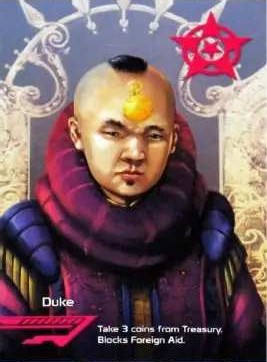 Duke
Take 3 coins from Treasury.
Blocks Foreign Aid.